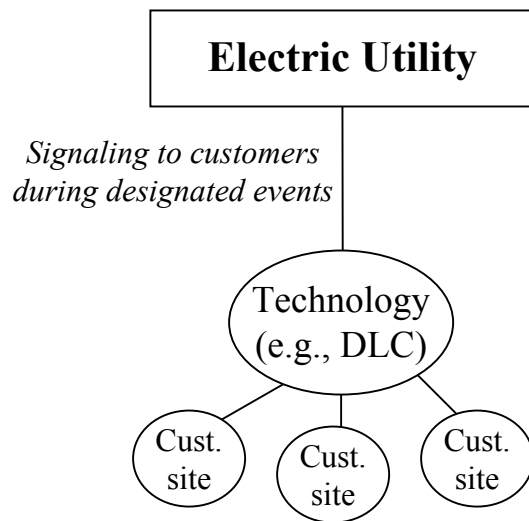 Electric Utility
Signaling to customers
during designated events
Technology
(e.g., DLC)
Cust.
site
Cust.
site
Cust.
site